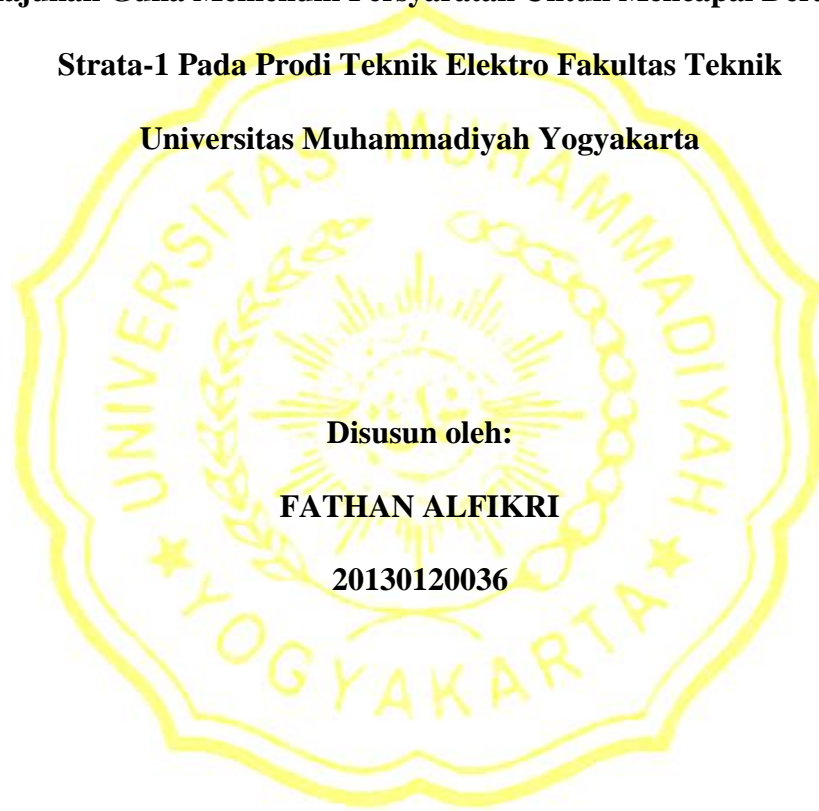 Guna Memenuhi Persyaratan Untuk Mencapai
Strata-1 Pada Prodi Teknik Elektro Fakultas Teknik
Universitas Muhammadiyah Yogyakarta
UNIVERSITAS MUHAMMADIYAH
YOGYAKARTA
Disusun oleh:
FATHAN ALFIKRI
20130120036